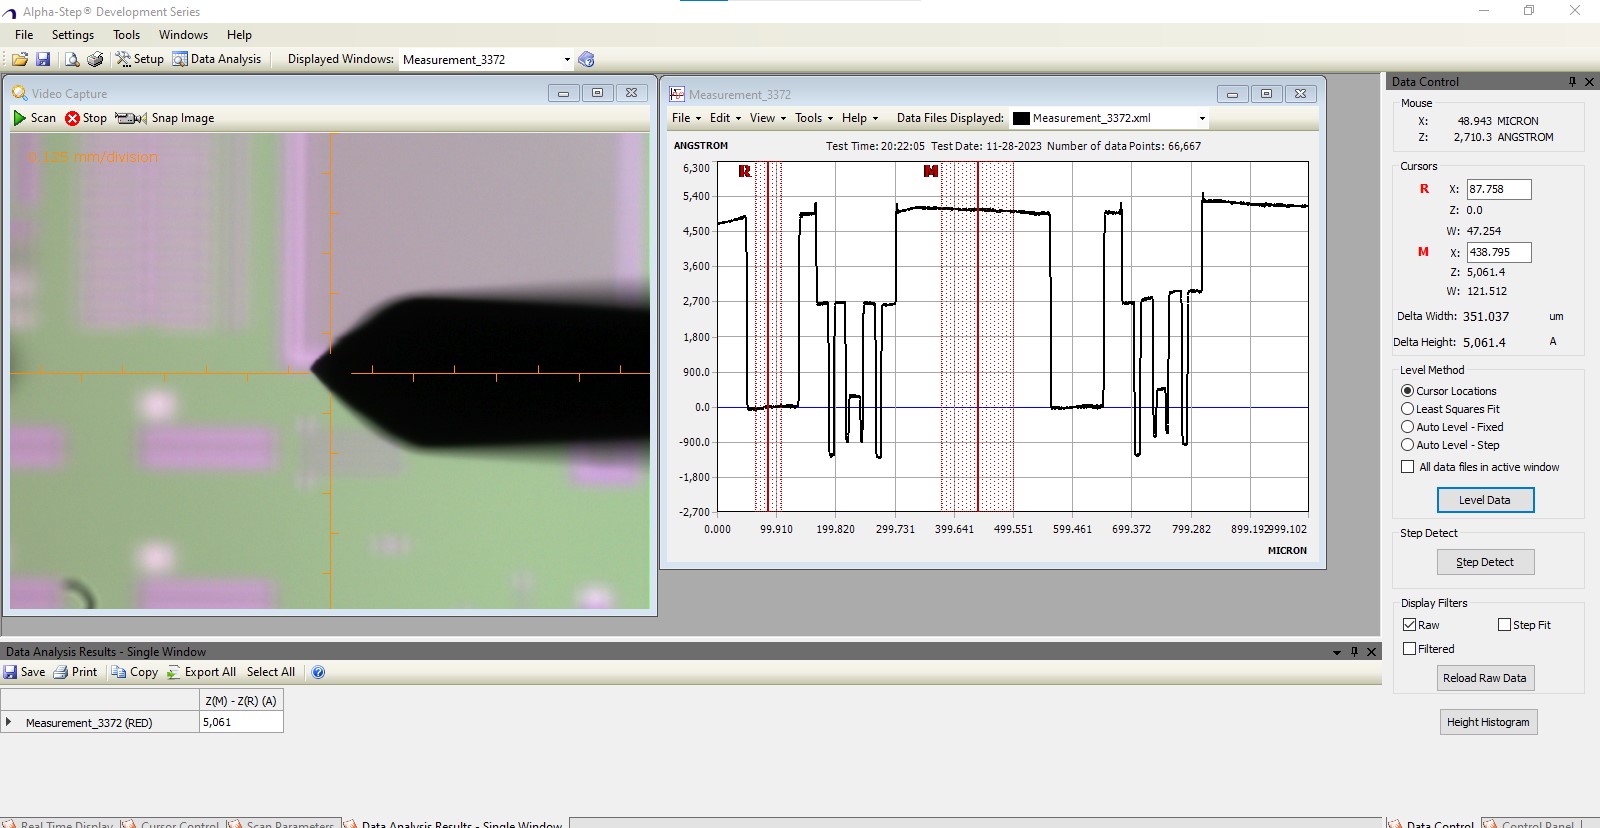 Alpha-Step® Development Series
File Settings Tools Windows Help
Setup Data Analysis Displayed Windows: Measurement_3372
Video Capture
Scan Stop Snap Image
0.125 mm/division
Measurement_3372
File Edit View Tools Help Data Files Displayed: Measurement_3372.xml
ANGSTROM Test Time: 20:22:05 Test Date: 11-28-2023 Number of data Points: 66,667
R M
6,300
5,400
4,500
3,600
2,700
1,800
900.0
0.0
-900.0
-1,800
-2,700
0.000 99.910 199.820 299.731 399.641 499.551 599.461 699.372 799.282 899.192 999.102
MICRON
Data Control
Mouse
X: 48.943 MICRON
Z: 2,710.3 ANGSTROM
Cursors
R X: 87.758
Z: 0.0
W: 47.254
M X: 438.795
Z: 5,061.4
W: 121.512
Delta Width: 351.037 um
Delta Height: 5,061.4 A
Level Method
Cursor Locations
Least Squares Fit
Auto Level - Fixed
Auto Level - Step
All data files in active window
Level Data
Step Detect
Step Detect
Display Filters
Raw Step Fit
Filtered
Reload Raw Data
Height Histogram
Data Analysis Results - Single Window
Save Print Copy Export All Select All
Z(M) - Z(R) (A)
Measurement_3372 (RED) 5,061
Real Time Display Cursor Control Scan Parameters Data Analysis Results - Single Window
Data Control Control Panel